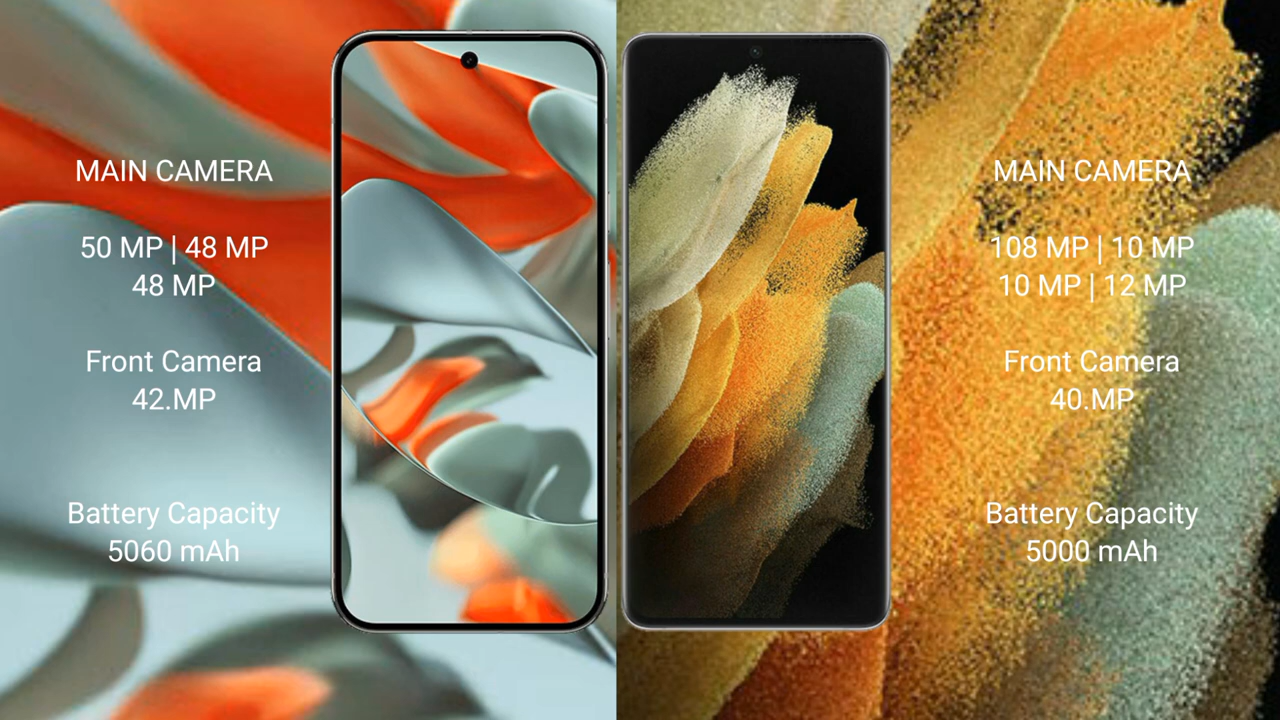 MAIN CAMERA
50 MP | 48 MP
48 MP
Front Camera
42.MP
Battery Capacity
5060 mAh
MAIN CAMERA
108 MP | 10 MP
10 MP | 12 MP
Front Camera
40.MP
Battery Capacity
5000 mAh